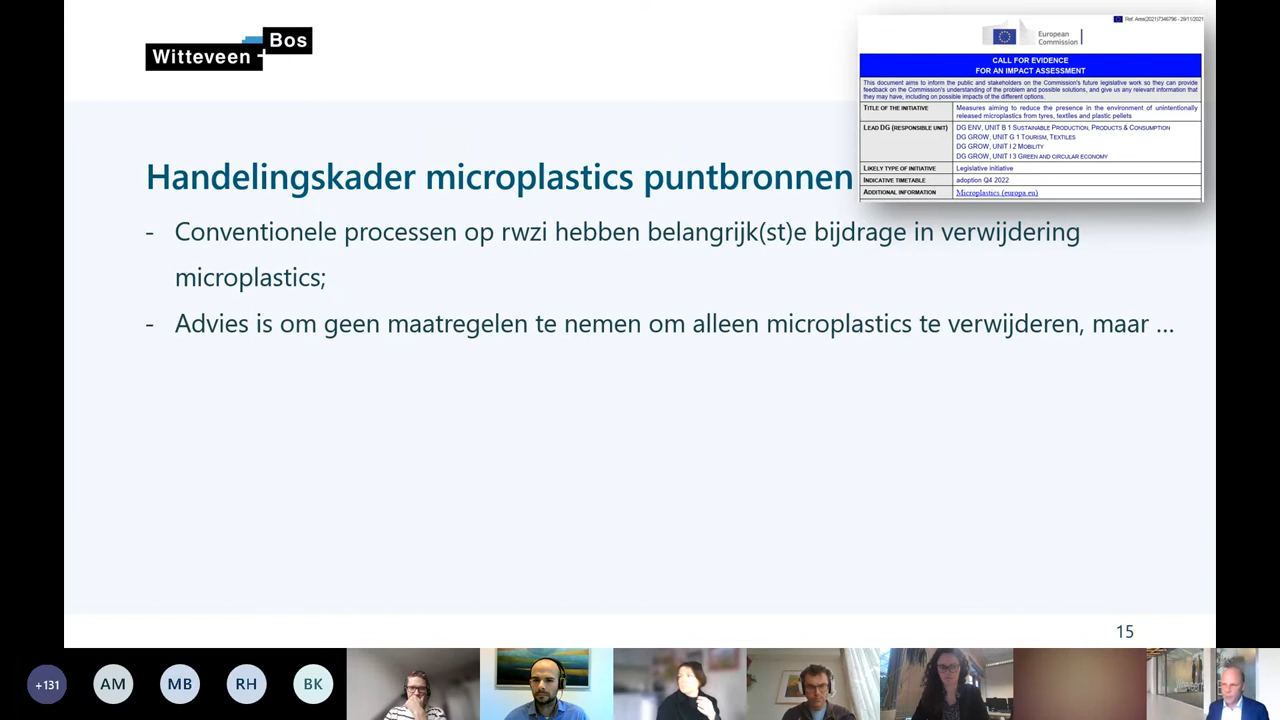 Witteveen
Bos
Ref. Ares(2021)7346796 - 29/11/2021
European
Commission
CALL FOR EVIDENCE
FOR AN IMPACT ASSESSMENT
This document aims to inform the public and stakeholders on the Commission's future legislative work so they can provide
feedback on the Commission's understanding of the problem and possible solutions, and give us any relevant information that
they may have, including on possible impacts of the different options.
TITLE OF THE INITIATIVE
Measures aiming to reduce the presence in the environment of unintentionally
released microplastics from tyres, textiles and plastic pellets
LEAD DG (RESPONSIBLE UNIT)
DG ENV, UNIT B 1 SUSTAINABLE PRODUCTION, PRODUCTS & CONSUMPTION
DG GROW, UNIT G 1 TOURISM, TEXTILES
DG GROW, UNIT I 2 MOBILITY
DG GROW, UNIT I 3 GREEN AND CIRCULAR ECONOMY
LIKELY TYPE OF INITIATIVE
Legislative initiative
INDICATIVE TIMETABLE
adoption Q4 2022
ADDITIONAL INFORMATION
Microplastics (europa.eu)
Handelingskader microplastics puntbronnen
- Conventionele processen op rwzi hebben belangrijk(st)e bijdrage in verwijdering
microplastics;
- Advies is om geen maatregelen te nemen om alleen microplastics te verwijderen, maar ...
15
+131
AM
MB
RH
BK